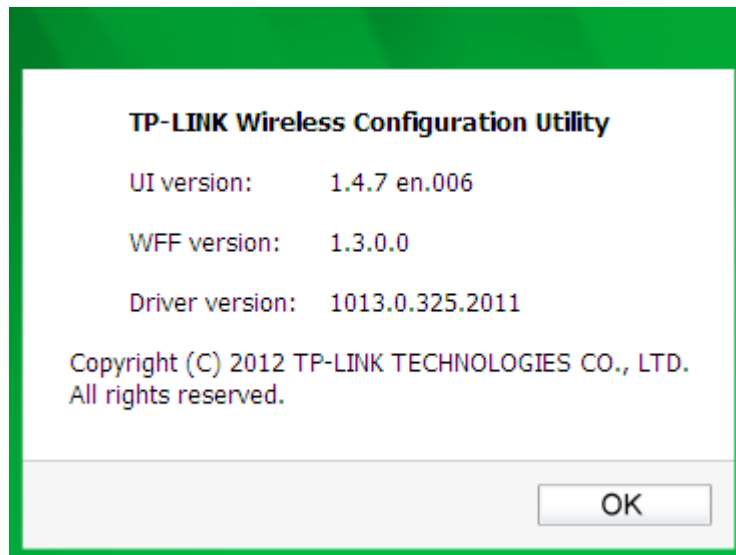 TP-LINK Wireless Configuration Utility
UI version: 1.4.7 en.006
WFF version: 1.3.0.0
Driver version: 1013.0.325.2011
Copyright (C) 2012 TP-LINK TECHNOLOGIES CO., LTD.
All rights reserved.
OK